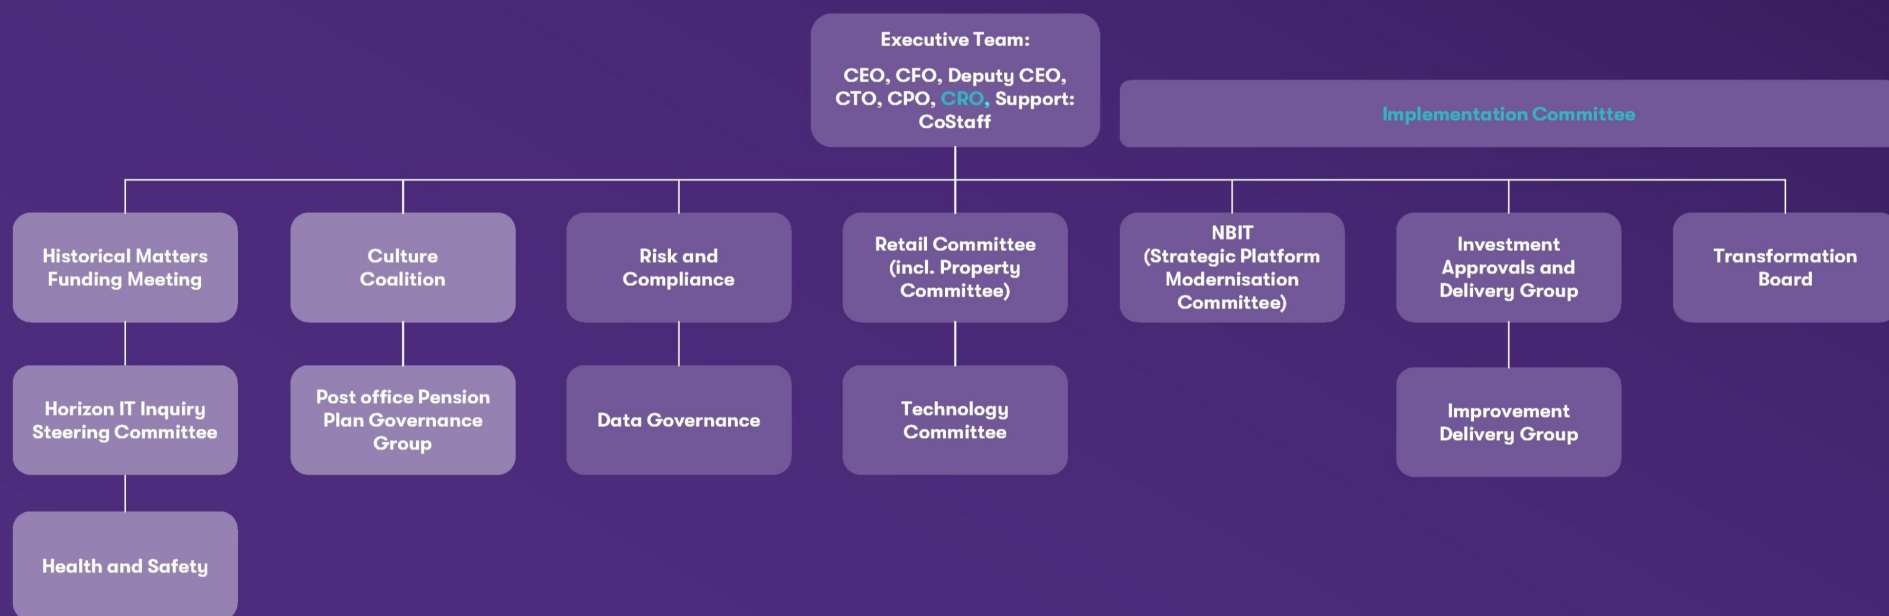 Executive Team:
CEO, CFO, Deputy CEO,
CTO, CPO, CRO, Support:
CoStaff
Implementation Committee
Historical Matters
Funding Meeting
Culture
Coalition
Risk and
Compliance
Retail Committee
(incl. Property
Committee)
NBIT
(Strategic Platform
Modernisation
Committee)
Investment
Approvals and
Delivery Group
Transformation
Board
Horizon IT Inquiry
Steering Committee
Post office Pension
Plan Governance
Group
Data Governance
Technology
Committee
Improvement
Delivery Group
Health and Safety